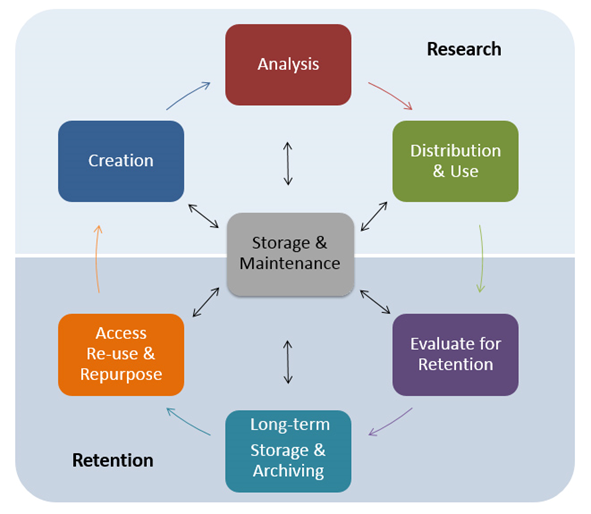 Research
Analysis
Creation
Distribution
& Use
Storage &
Maintenance
Access
Re-use &
Repurpose
Evaluate for
Retention
Long-term
Storage &
Archiving
Retention